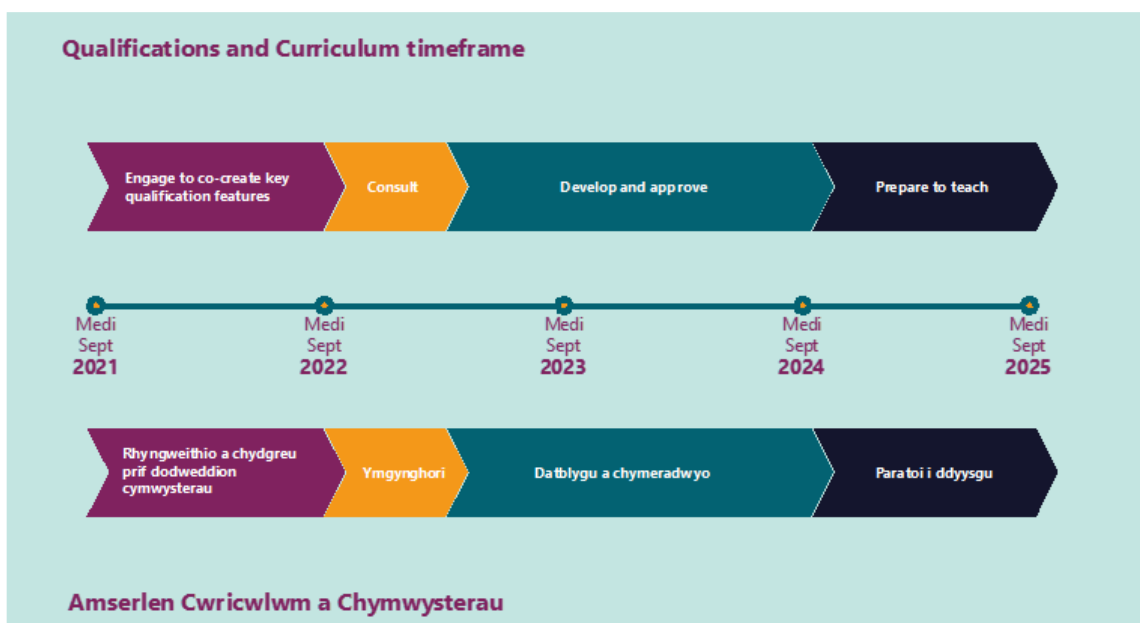 Qualifications and Curriculum timeframe
Engage to co-create key
qualification features
Consult
Develop and approve
Prepare to teach
Medi
Sept
2021
Medi
Sept
2022
Medi
Sept
2023
Medi
Sept
2024
Medi
Sept
2025
Rhyngweithio a chydgreu
prif dodweddion
cymwysterau
Ymgynghori
Datblygu a chymeradwyo
Paratoi i ddyysgu
Amserlen Cwricwlwm a Chymwysterau